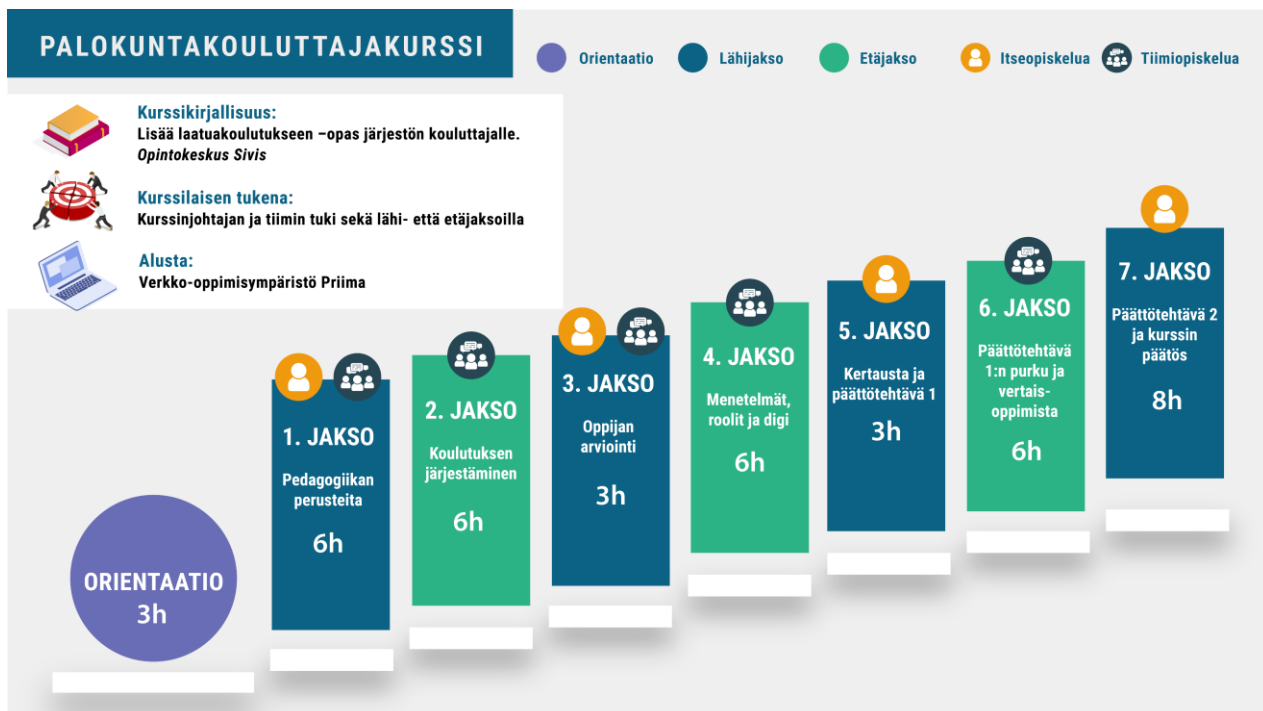 PALOKUNTAKOULUTTAJAKURSSI
Orientaatio
Lähijakso
Etäjakso
Itseopiskelua
Tiimiopiskelua
Kurssikirjallisuus:
Lisää laatuakoulutukseen –opas järjestön kouluttajalle.
Opintokeskus Sivis
Kurssilaisen tukena:
Kurssinjohtajan ja tiimin tuki sekä lähi- että etäjaksoilla
Alusta:
Verkko-oppimisympäristö Priima
ORIENTAATIO
3h
1. JAKSO
Pedagogiikan
perusteita
6h
2. JAKSO
Koulutuksen
järjestäminen
6h
3. JAKSO
Oppijan
arviointi
3h
4. JAKSO
Menetelmät,
roolit ja digi
6h
5. JAKSO
Kertausta ja
päättötehtävä 1
3h
6. JAKSO
Päättötehtävä
1:n purku ja
vertais-
oppimista
6h
7. JAKSO
Päättötehtävä 2
ja kurssin
päätös
8h